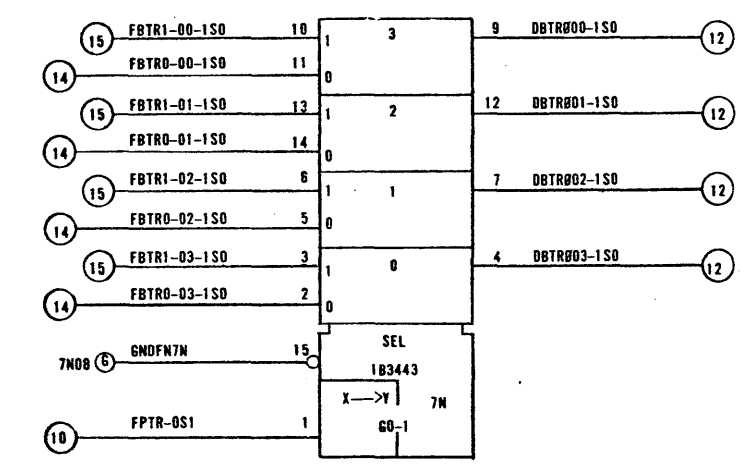 15 FBTR1-00-1S0 10 1 3 9 DBTRØ00-1S0 12
14 FBTR0-00-1S0 11 0
15 FBTR1-01-1S0 13 1 2 12 DBTRØ01-1S0 12
14 FBTR0-01-1S0 14 0
15 FBTR1-02-1S0 6 1 1 7 DBTRØ02-1S0 12
14 FBTR0-02-1S0 5 0
15 FBTR1-03-1S0 3 1 0 4 DBTRØ03-1S0 12
14 FBTR0-03-1S0 2 0
SEL
7N08 G GNDFN7N 15
1B3443
X—>Y 7N
10 FPTR-0S1 1 G0-1